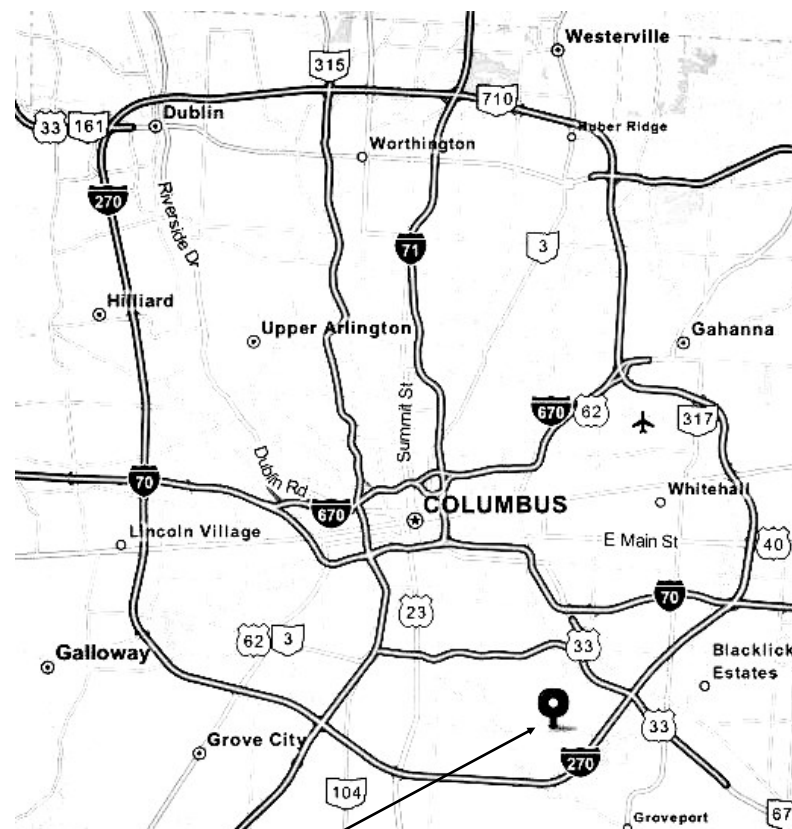 Westerville
315
33
161
Dublin
710
Huber Ridge
Worthington
270
Riverside Dr
71
3
Hilliard
Upper Arlington
Gahanna
Summit St
670
62
317
70
Dublin Rd
670
COLUMBUS
Whitehall
Lincoln Village
E Main St
40
70
23
62
3
33
Galloway
Blacklick
Estates
33
Grove City
270
104
Groveport
67